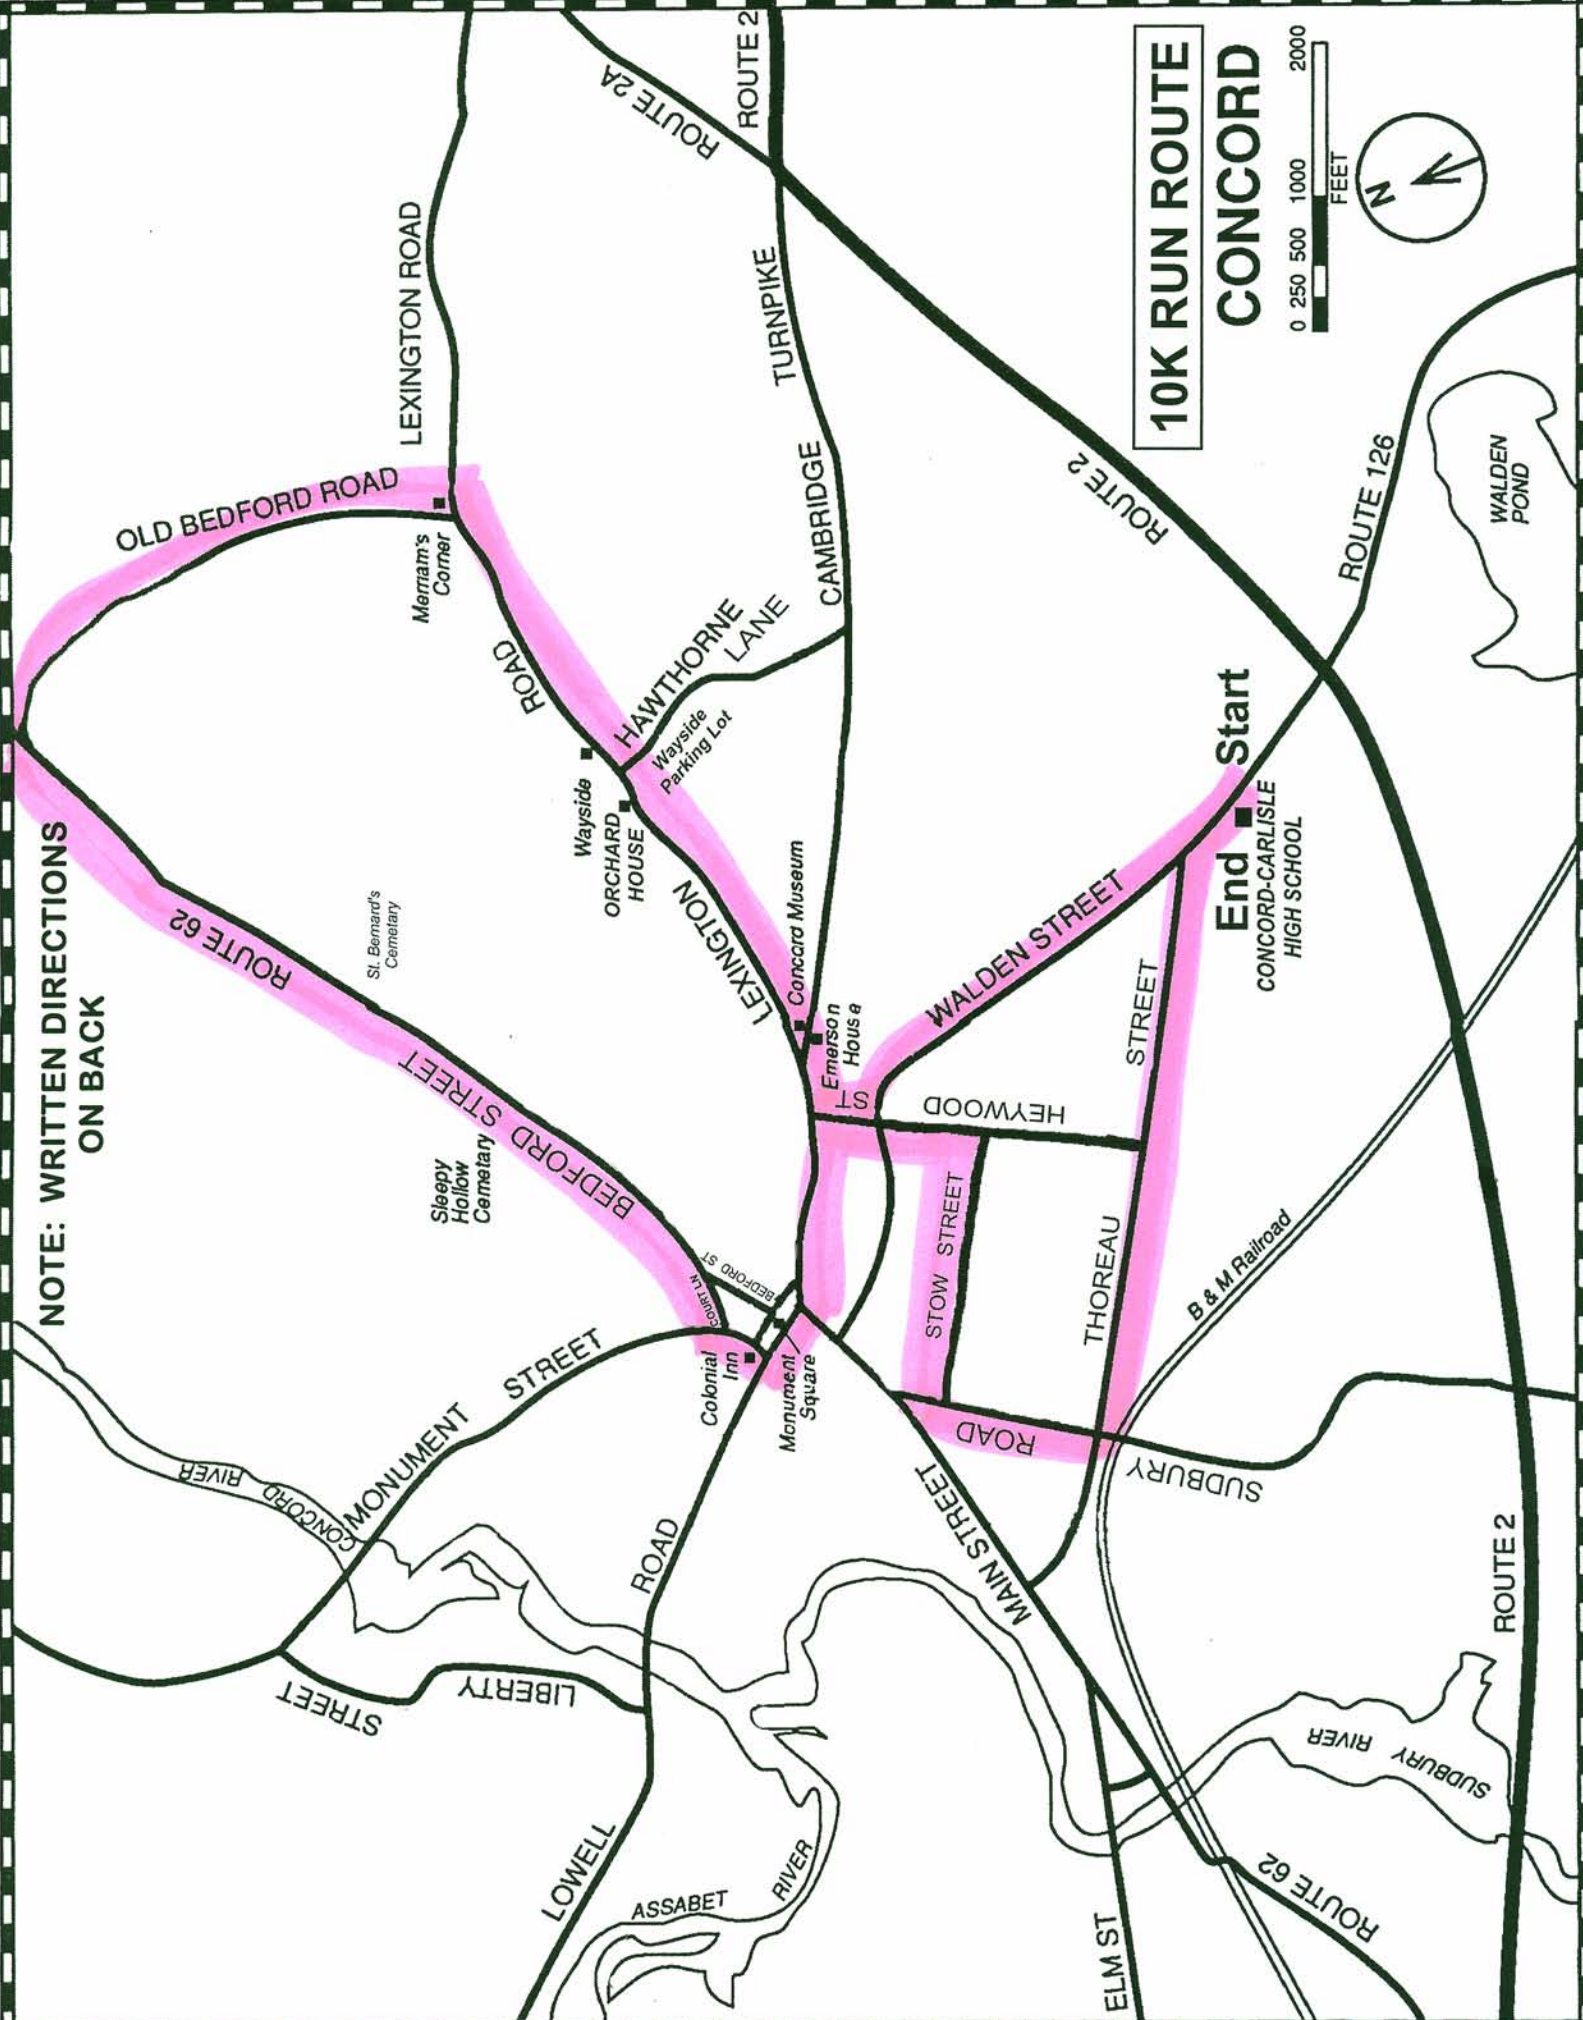 NOTE: WRITTEN DIRECTIONS
ON BACK
10K RUN ROUTE
CONCORD
0 250 500 1000 2000
FEET
N
ROUTE 2
ROUTE 2A
LEXINGTON ROAD
OLD BEDFORD ROAD
Merriam's
Corner
TURNPIKE
CAMBRIDGE
ROUTE 2
ROUTE 126
WALDEN
POND
ROAD
HAWTHORNE
LANE
Wayside
Parking Lot
Wayside
ORCHARD
HOUSE
LEXINGTON
Concord Museum
Emerson
House
ROUTE 62
St. Bernard's
Cemetary
STREET
BEDFORD
Sleepy
Hollow
Cemetary
Start
End
CONCORD-CARLISLE
HIGH SCHOOL
WALDEN STREET
STREET
THOREAU
HEYWOOD
ST
STOW STREET
B & M Railroad
BEDFORD ST
COURT LN
Colonial
Inn
Monument
Square
MONUMENT STREET
CONCORD RIVER
ROAD
SUDBURY
MAIN STREET
ROAD
LOWELL
LIBERTY
STREET
ASSABET
RIVER
ELM ST
ROUTE 62
SUDBURY RIVER
ROUTE 2